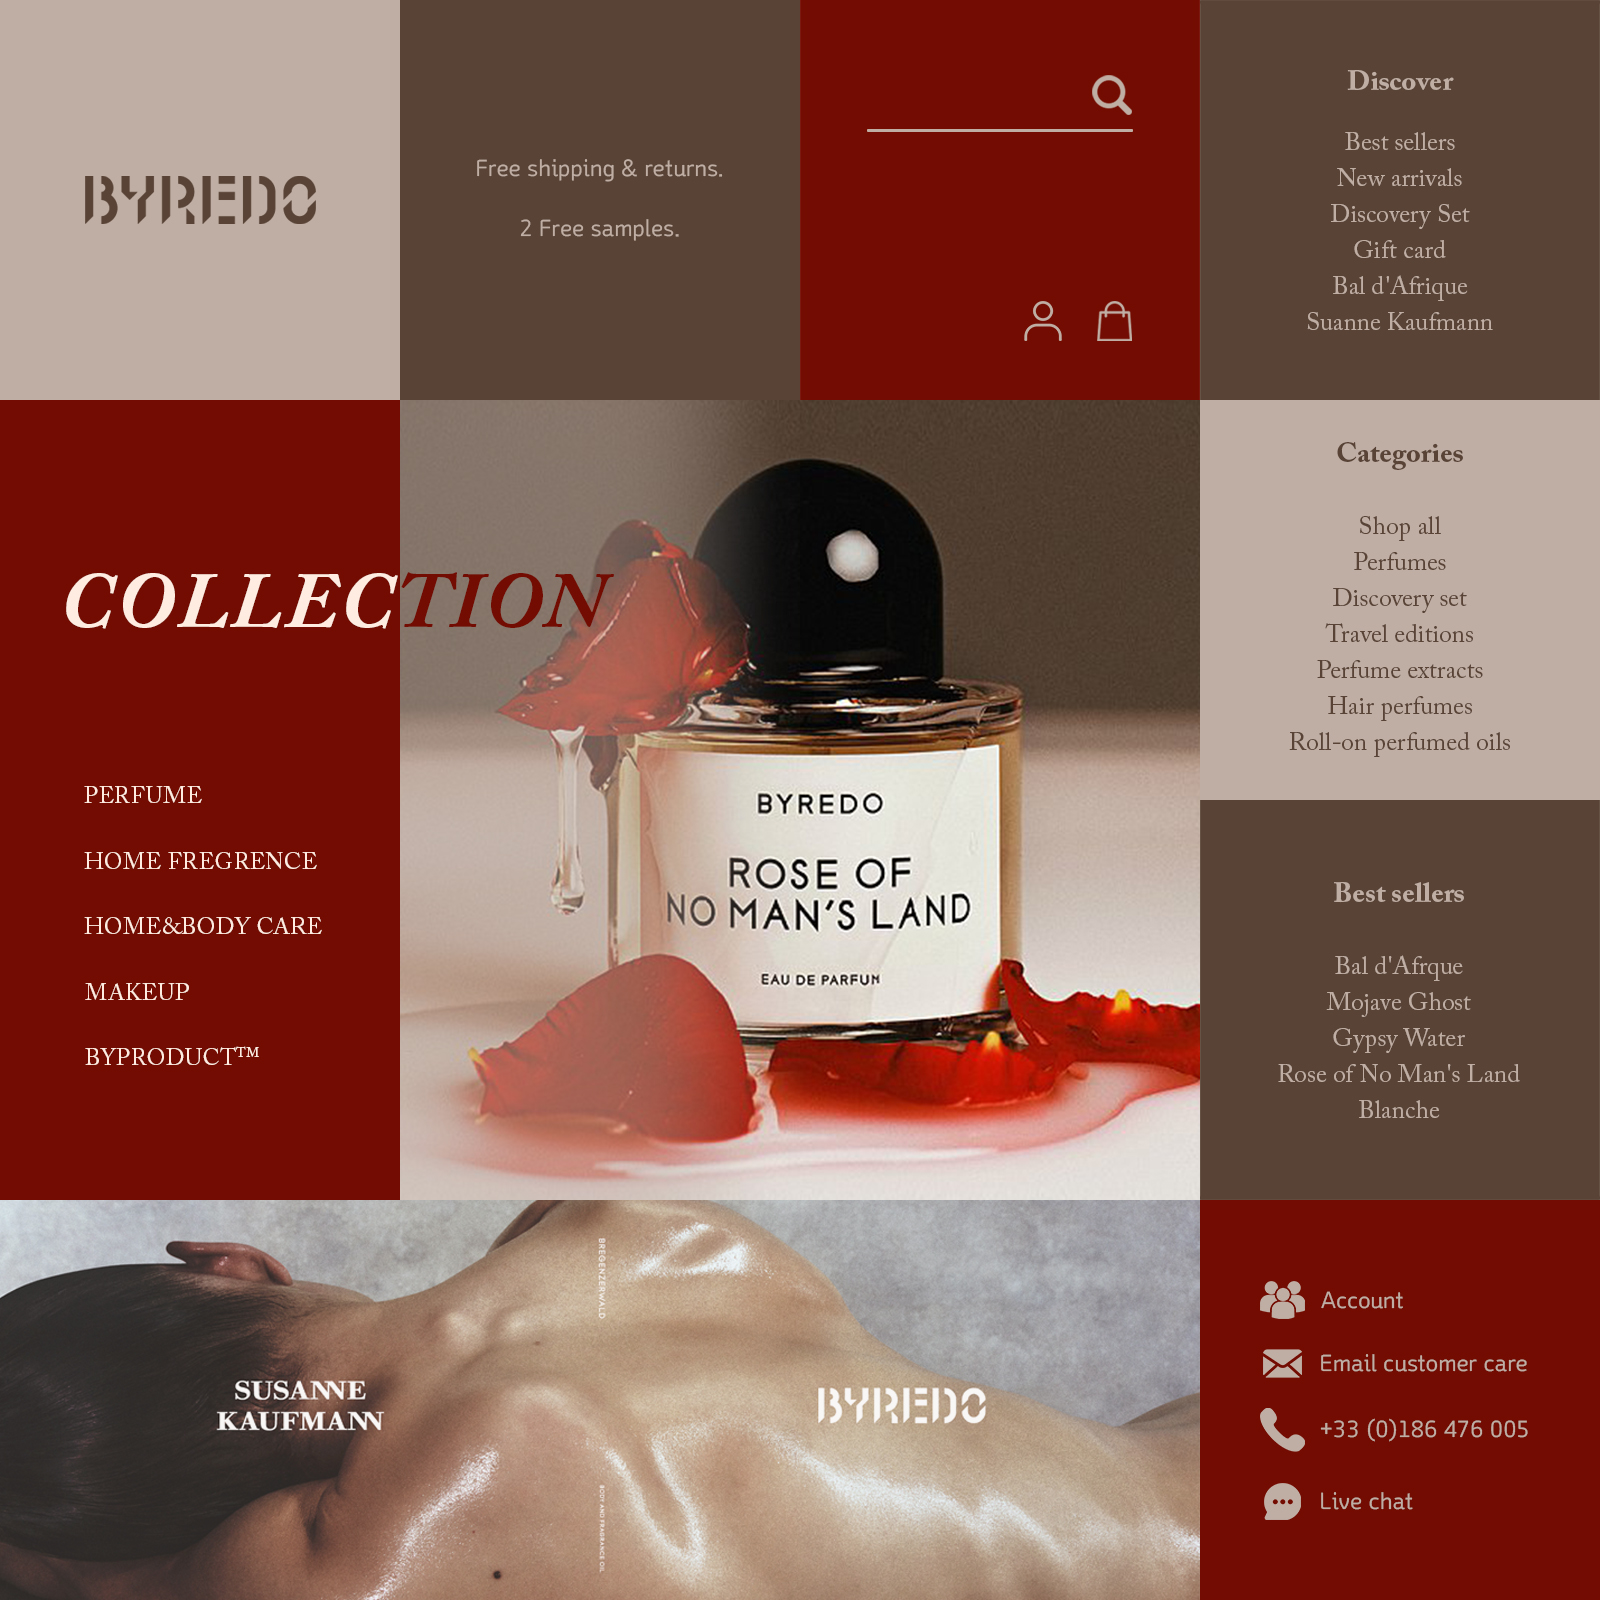 BYREDO
Free shipping & returns.
2 Free samples.
Discover
Best sellers
New arrivals
Discovery Set
Gift card
Bal d'Afrique
Suanne Kaufmann
COLLECTION
PERFUME
HOME FREGRENCE
HOME&BODY CARE
MAKEUP
BYPRODUCT™
BYREDO
ROSE OF
NO MAN'S LAND
EAU DE PARFUM
Categories
Shop all
Perfumes
Discovery set
Travel editions
Perfume extracts
Hair perfumes
Roll-on perfumed oils
Best sellers
Bal d'Afrque
Mojave Ghost
Gypsy Water
Rose of No Man's Land
Blanche
BREGENZERWALD
SUSANNE
KAUFMANN
BYREDO
BODY AND FRAGRANCE OIL
Account
Email customer care
+33 (0)186 476 005
Live chat